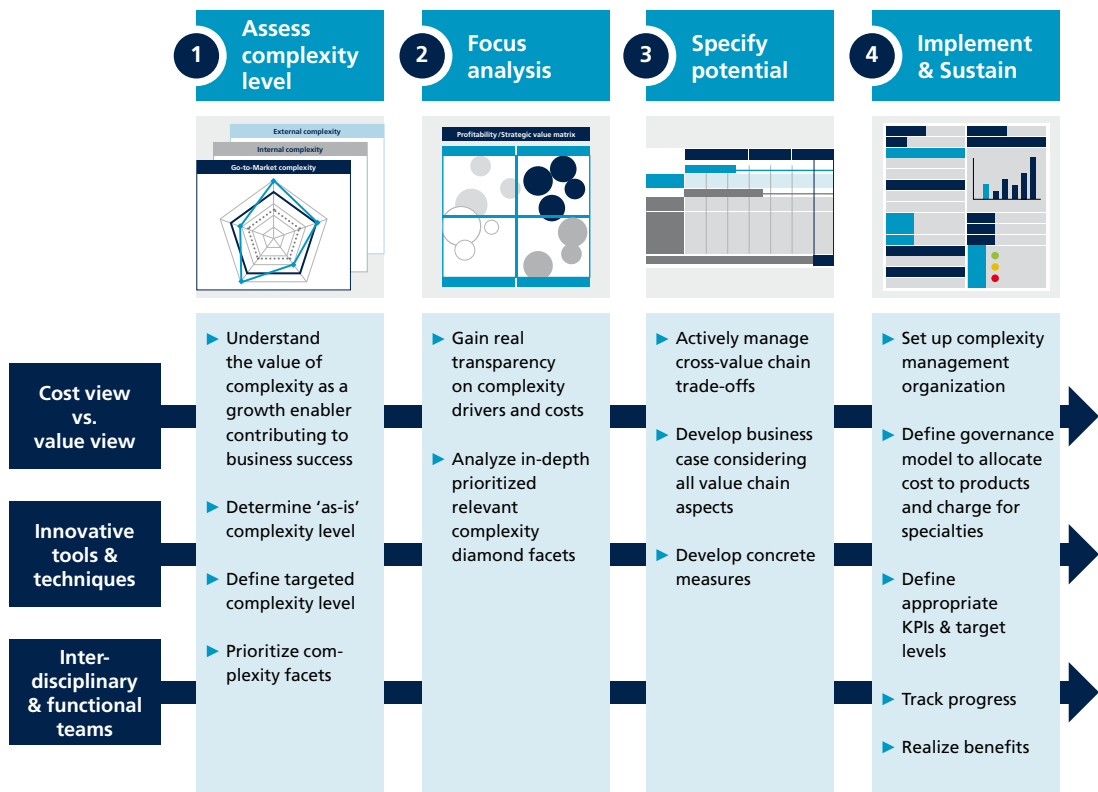 1
Assess
complexity
level
2
Focus
analysis
3
Specify
potential
4
Implement
& Sustain
External complexity
Internal complexity
Go-to-Market complexity
Profitability/Strategic value matrix
Cost view
vs.
value view
Innovative
tools &
techniques
Inter-
disciplinary
& functional
teams
Understand
the value of
complexity as a
growth enabler
contributing to
business success
Determine ‘as-is’
complexity level
Define targeted
complexity level
Prioritize com-
plexity facets
Gain real
transparency
on complexity
drivers and costs
Analyze in-depth
prioritized
relevant
complexity
diamond facets
Actively manage
cross-value chain
trade-offs
Develop business
case considering
all value chain
aspects
Develop concrete
measures
Set up complexity
management
organization
Define governance
model to allocate
cost to products
and charge for
specialties
Define
appropriate
KPIs & target
levels
Track progress
Realize benefits